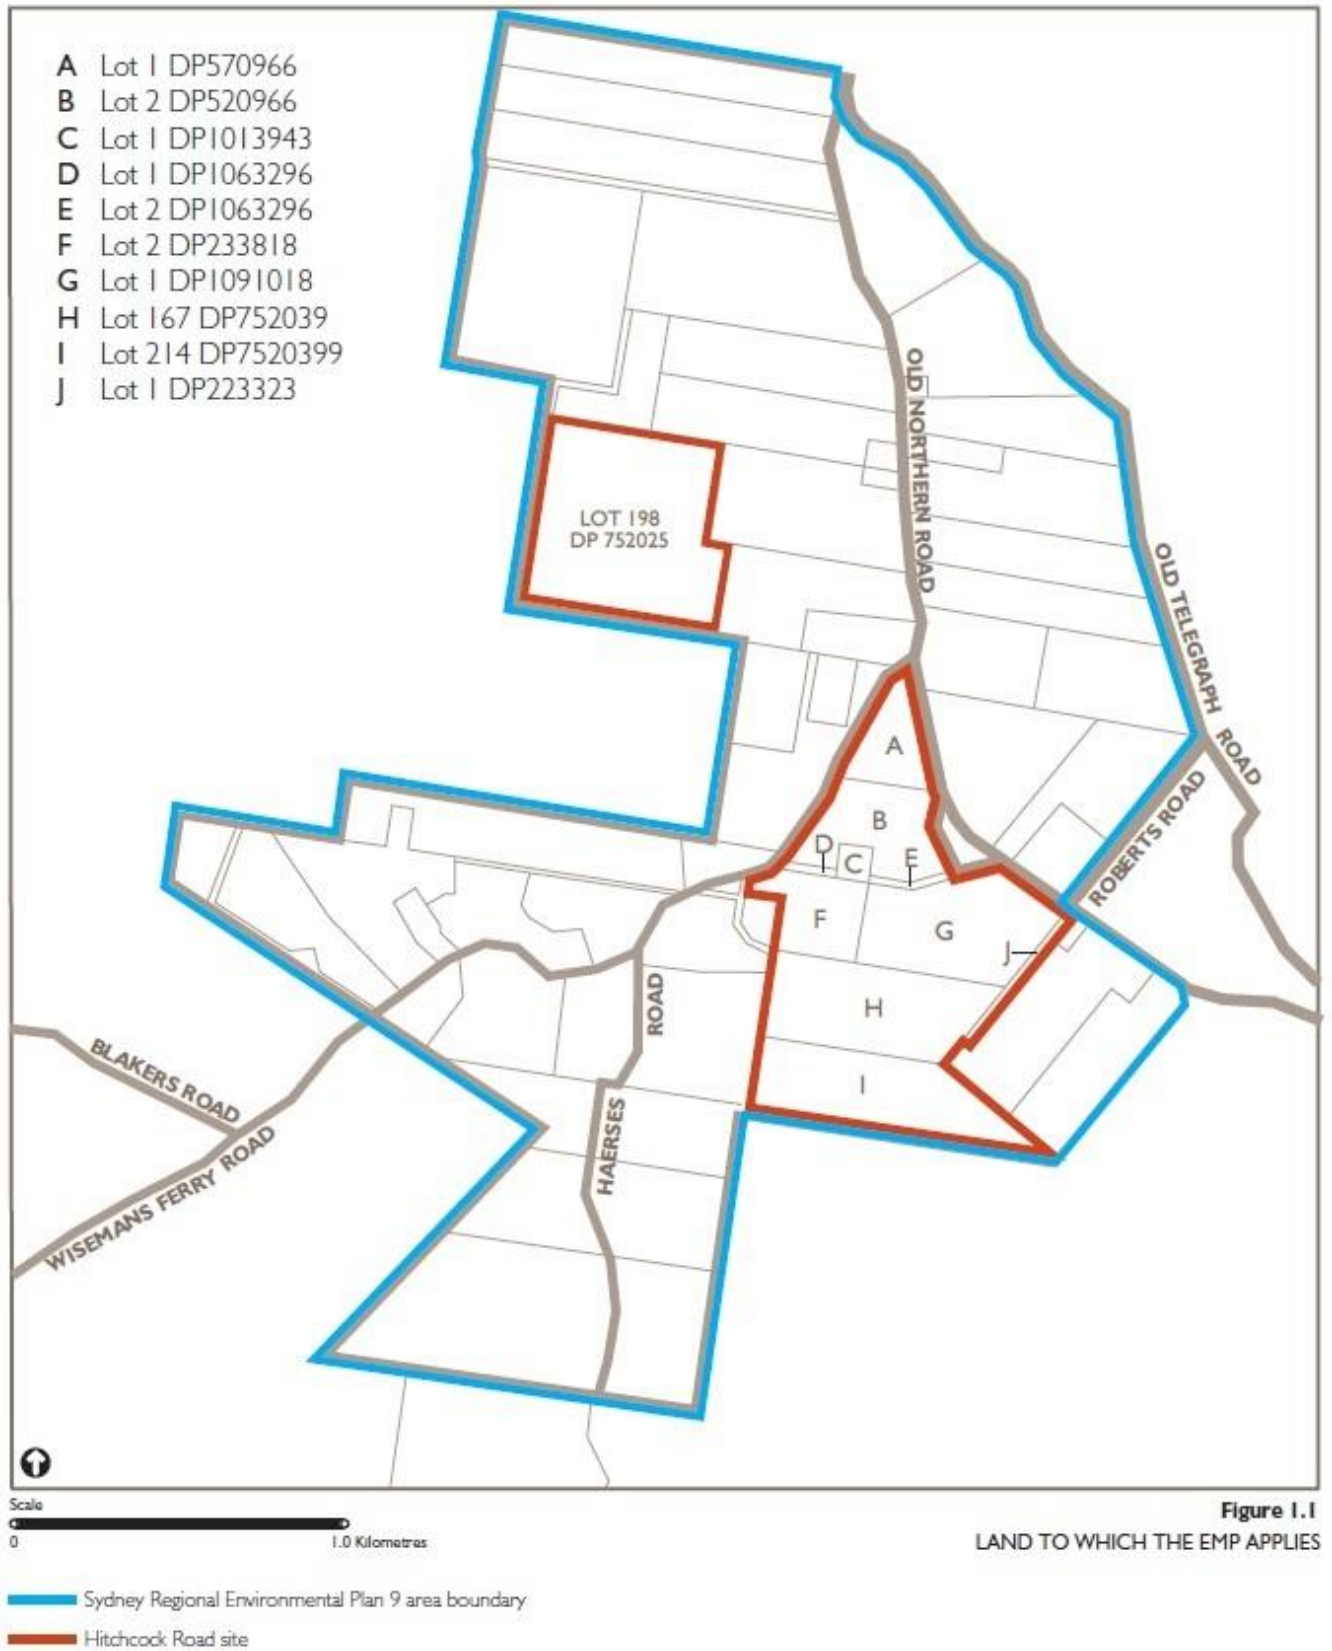 A Lot 1 DP570966
B Lot 2 DP520966
C Lot 1 DP1013943
D Lot 1 DP1063296
E Lot 2 DP1063296
F Lot 2 DP233818
G Lot 1 DP1091018
H Lot 167 DP752039
I Lot 214 DP7520399
J Lot 1 DP223323
OLD NORTHERN ROAD
LOT 198
DP 752025
OLD TELEGRAPH ROAD
A
B
D
C
E
ROBERTS ROAD
F
G
J
H
I
ROAD
HAERSES
BLAKERS ROAD
WISEMANS FERRY ROAD
Scale
0
1.0 Kilometres
Figure 1.1
LAND TO WHICH THE EMP APPLIES
Sydney Regional Environmental Plan 9 area boundary
Hitchcock Road site